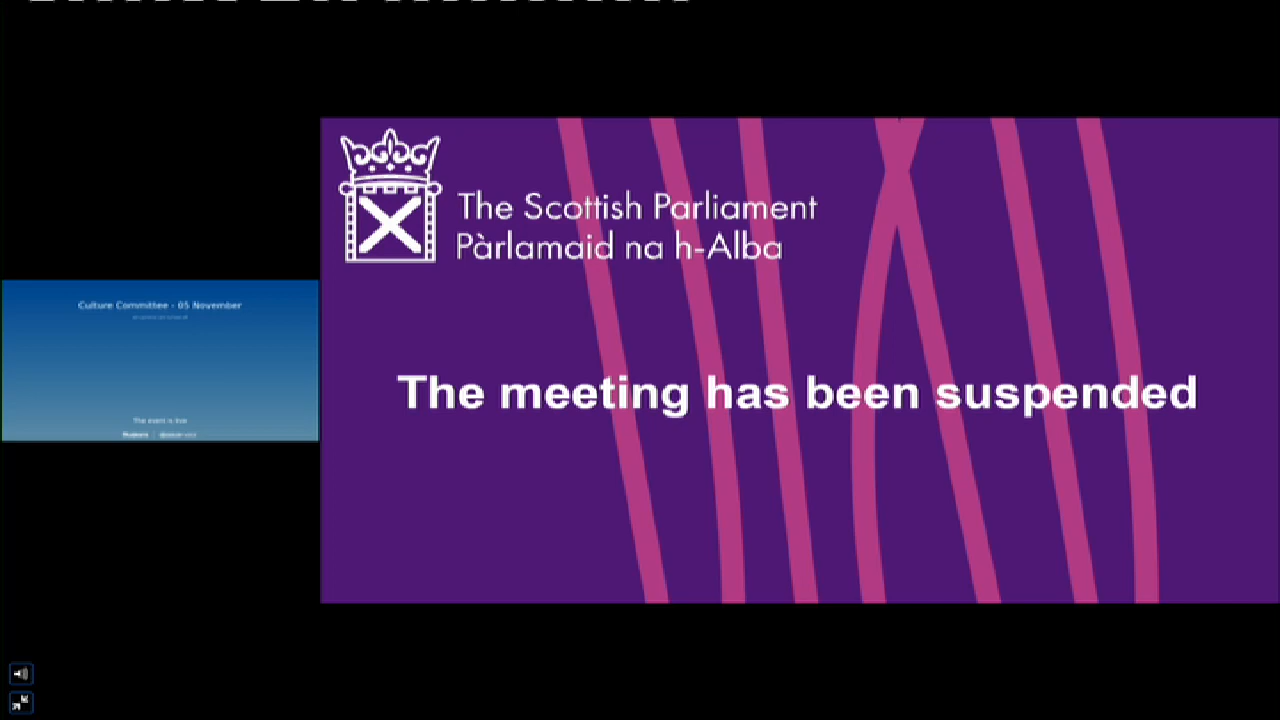 The Scottish Parliament
Pàrlamaid na h-Alba
Culture Committee - 05 November
The meeting has been suspended
The event is live